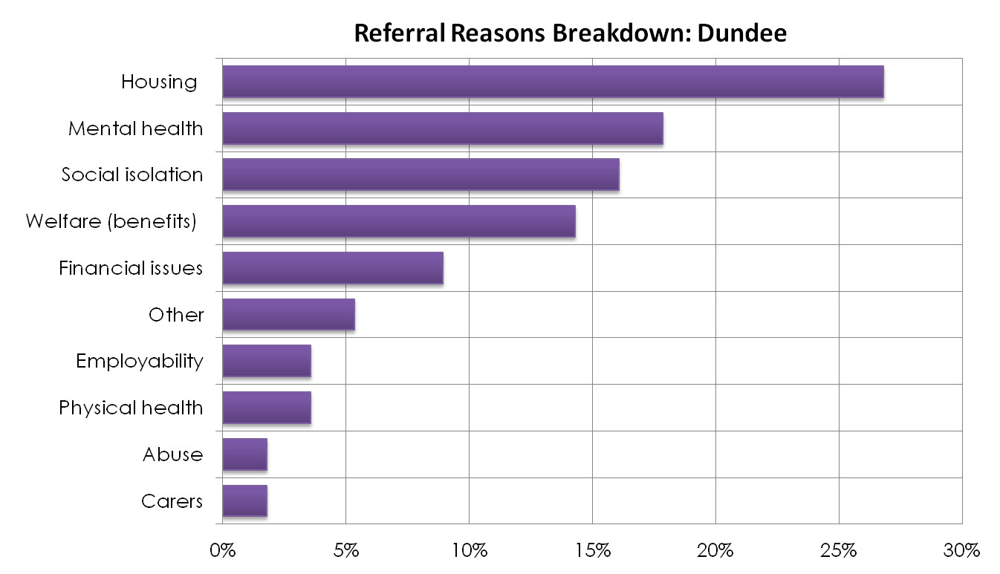 Referral Reasons Breakdown: Dundee
Housing
Mental health
Social isolation
Welfare (benefits)
Financial issues
Other
Employability
Physical health
Abuse
Carers
0% 5% 10% 15% 20% 25% 30%